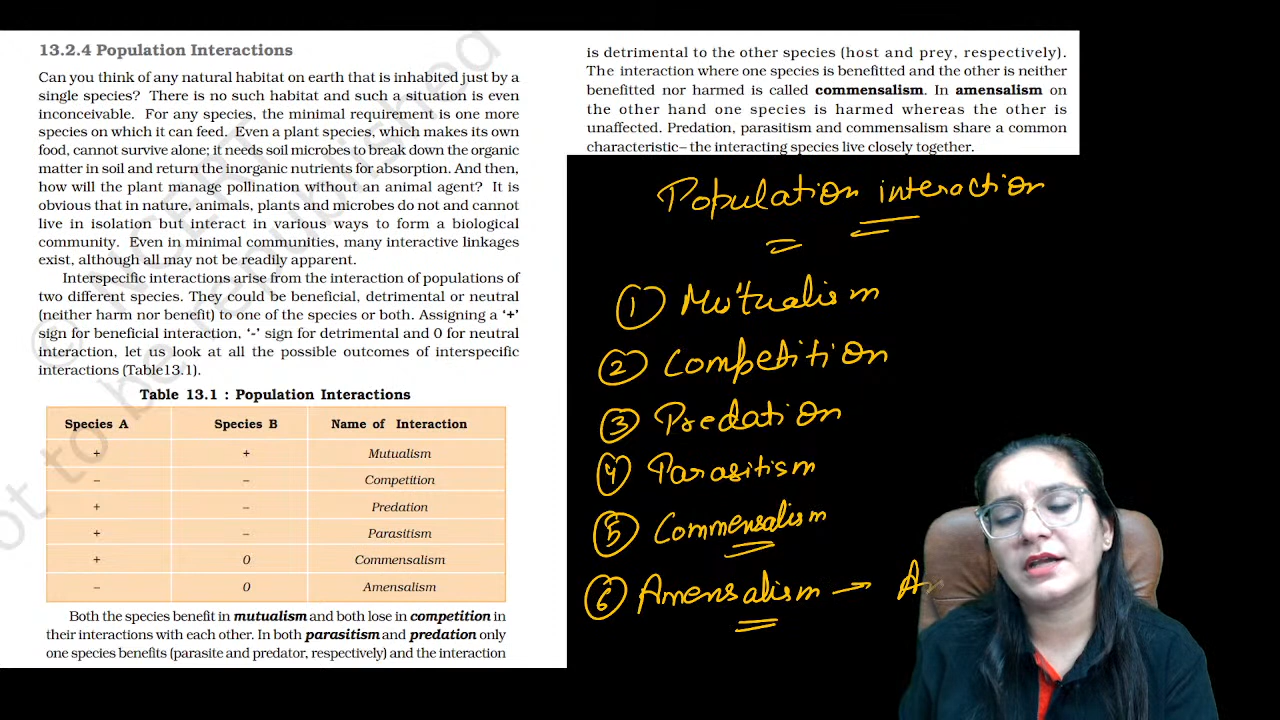 13.2.4 Population Interactions
Can you think of any natural habitat on earth that is inhabited just by a
single species? There is no such habitat and such a situation is even
inconceivable. For any species, the minimal requirement is one more
species on which it can feed. Even a plant species, which makes its own
food, cannot survive alone; it needs soil microbes to break down the organic
matter in soil and return the inorganic nutrients for absorption. And then,
how will the plant manage pollination without an animal agent? It is
obvious that in nature, animals, plants and microbes do not and cannot
live in isolation but interact in various ways to form a biological
community. Even in minimal communities, many interactive linkages
exist, although all may not be readily apparent.
Interspecific interactions arise from the interaction of populations of
two different species. They could be beneficial, detrimental or neutral
(neither harm nor benefit) to one of the species or both. Assigning a ‘+’
sign for beneficial interaction, ‘-’ sign for detrimental and 0 for neutral
interaction, let us look at all the possible outcomes of interspecific
interactions (Table13.1).
Table 13.1 : Population Interactions
Species A Species B Name of Interaction
+ + Mutualism
– – Competition
+ – Predation
+ – Parasitism
+ 0 Commensalism
– 0 Amensalism
Both the species benefit in mutualism and both lose in competition in
their interactions with each other. In both parasitism and predation only
one species benefits (parasite and predator, respectively) and the interaction
is detrimental to the other species (host and prey, respectively).
The interaction where one species is benefitted and the other is neither
benefitted nor harmed is called commensalism. In amensalism on
the other hand one species is harmed whereas the other is
unaffected. Predation, parasitism and commensalism share a common
characteristic– the interacting species live closely together.
Population interaction
① Mutualism
② Competition
③ Predation
④ Parasitism
⑤ Commensalism
⑥ Amensalism → Am
© NCERT
not to be republished